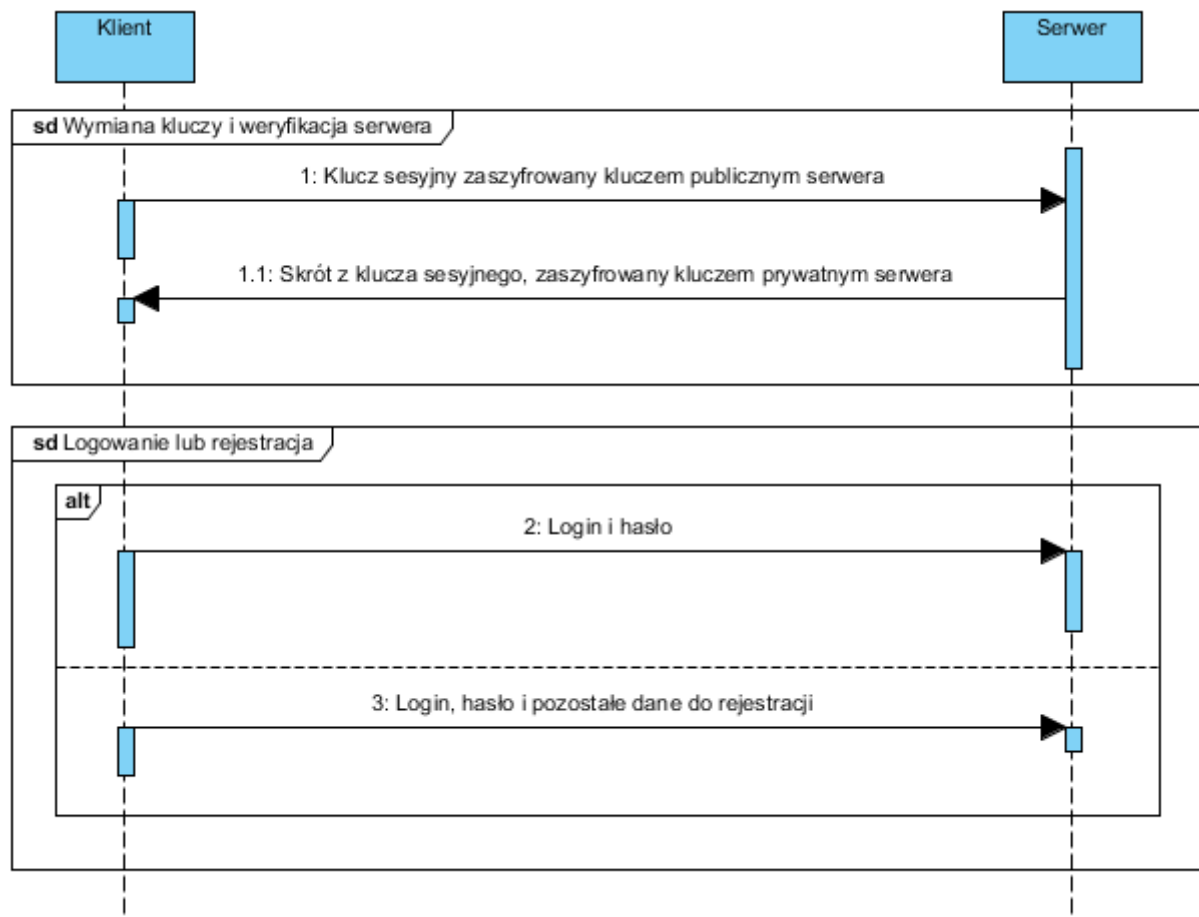 Klient
Serwer
sd Wymiana kluczy i weryfikacja serwera
1: Klucz sesyjny zaszyfrowany kluczem publicznym serwera
1.1: Skrót z klucza sesyjnego, zaszyfrowany kluczem prywatnym serwera
sd Logowanie lub rejestracja
alt
2: Login i hasło
3: Login, hasło i pozostałe dane do rejestracji